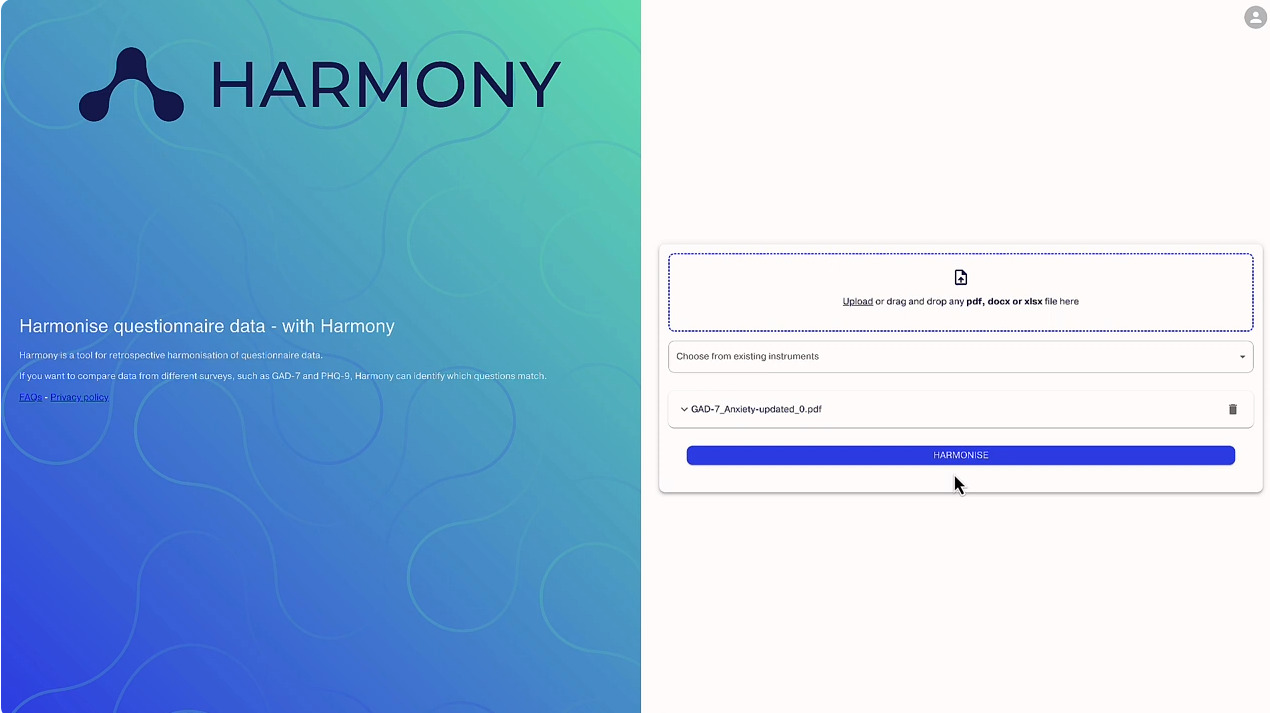 HARMONY
Harmonise questionnaire data - with Harmony
Harmony is a tool for retrospective harmonisation of questionnaire data.
If you want to compare data from different surveys, such as GAD-7 and PHQ-9, Harmony can identify which questions match.
FAQs - Privacy policy
Upload or drag and drop any pdf, docx or xlsx file here
Choose from existing instruments
GAD-7_Anxiety-updated_0.pdf
HARMONISE